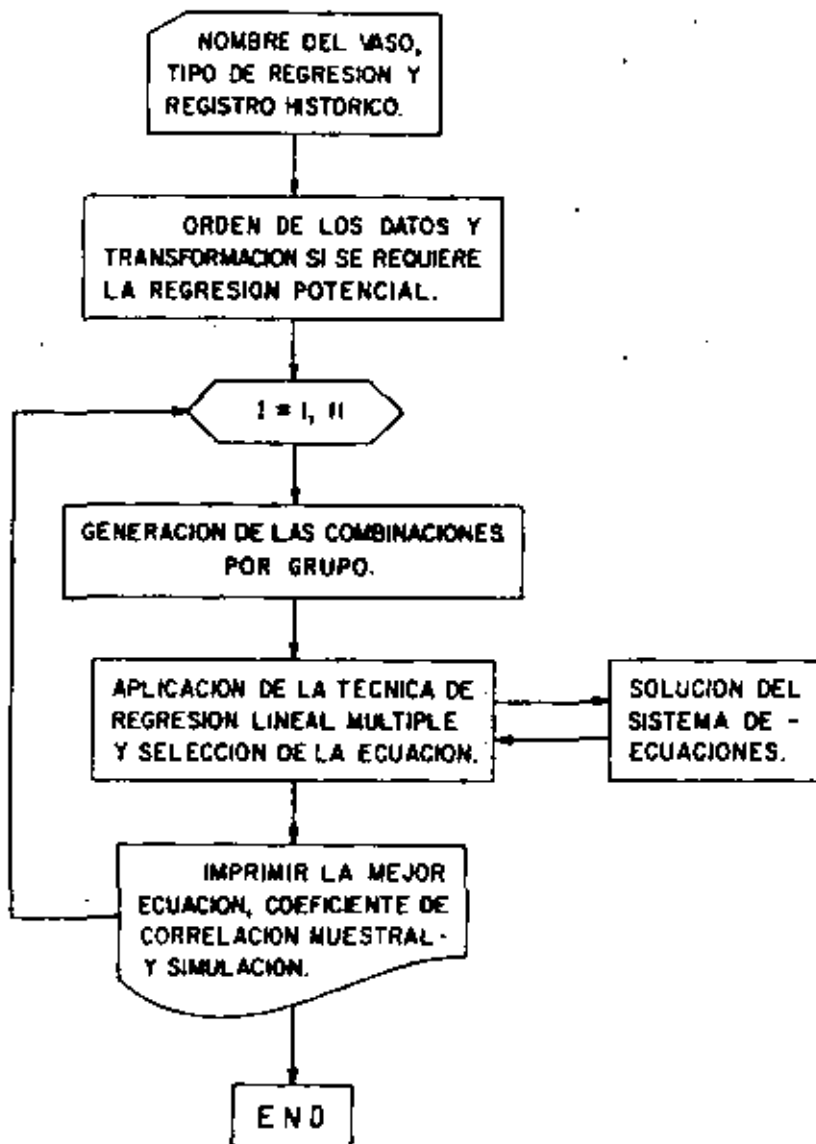 NOMBRE DEL VASO,
TIPO DE REGRESION Y
REGISTRO HISTORICO.
ORDEN DE LOS DATOS Y
TRANSFORMACION SI SE REQUIERE
LA REGRESION POTENCIAL.
I = 1, 11
GENERACION DE LAS COMBINACIONES
POR GRUPO.
APLICACION DE LA TECNICA DE
REGRESION LINEAL MULTIPLE
Y SELECCION DE LA ECUACION.
SOLUCION DEL
SISTEMA DE -
ECUACIONES.
IMPRIMIR LA MEJOR
ECUACION, COEFICIENTE DE
CORRELACION MUESTRAL -
Y SIMULACION.
END